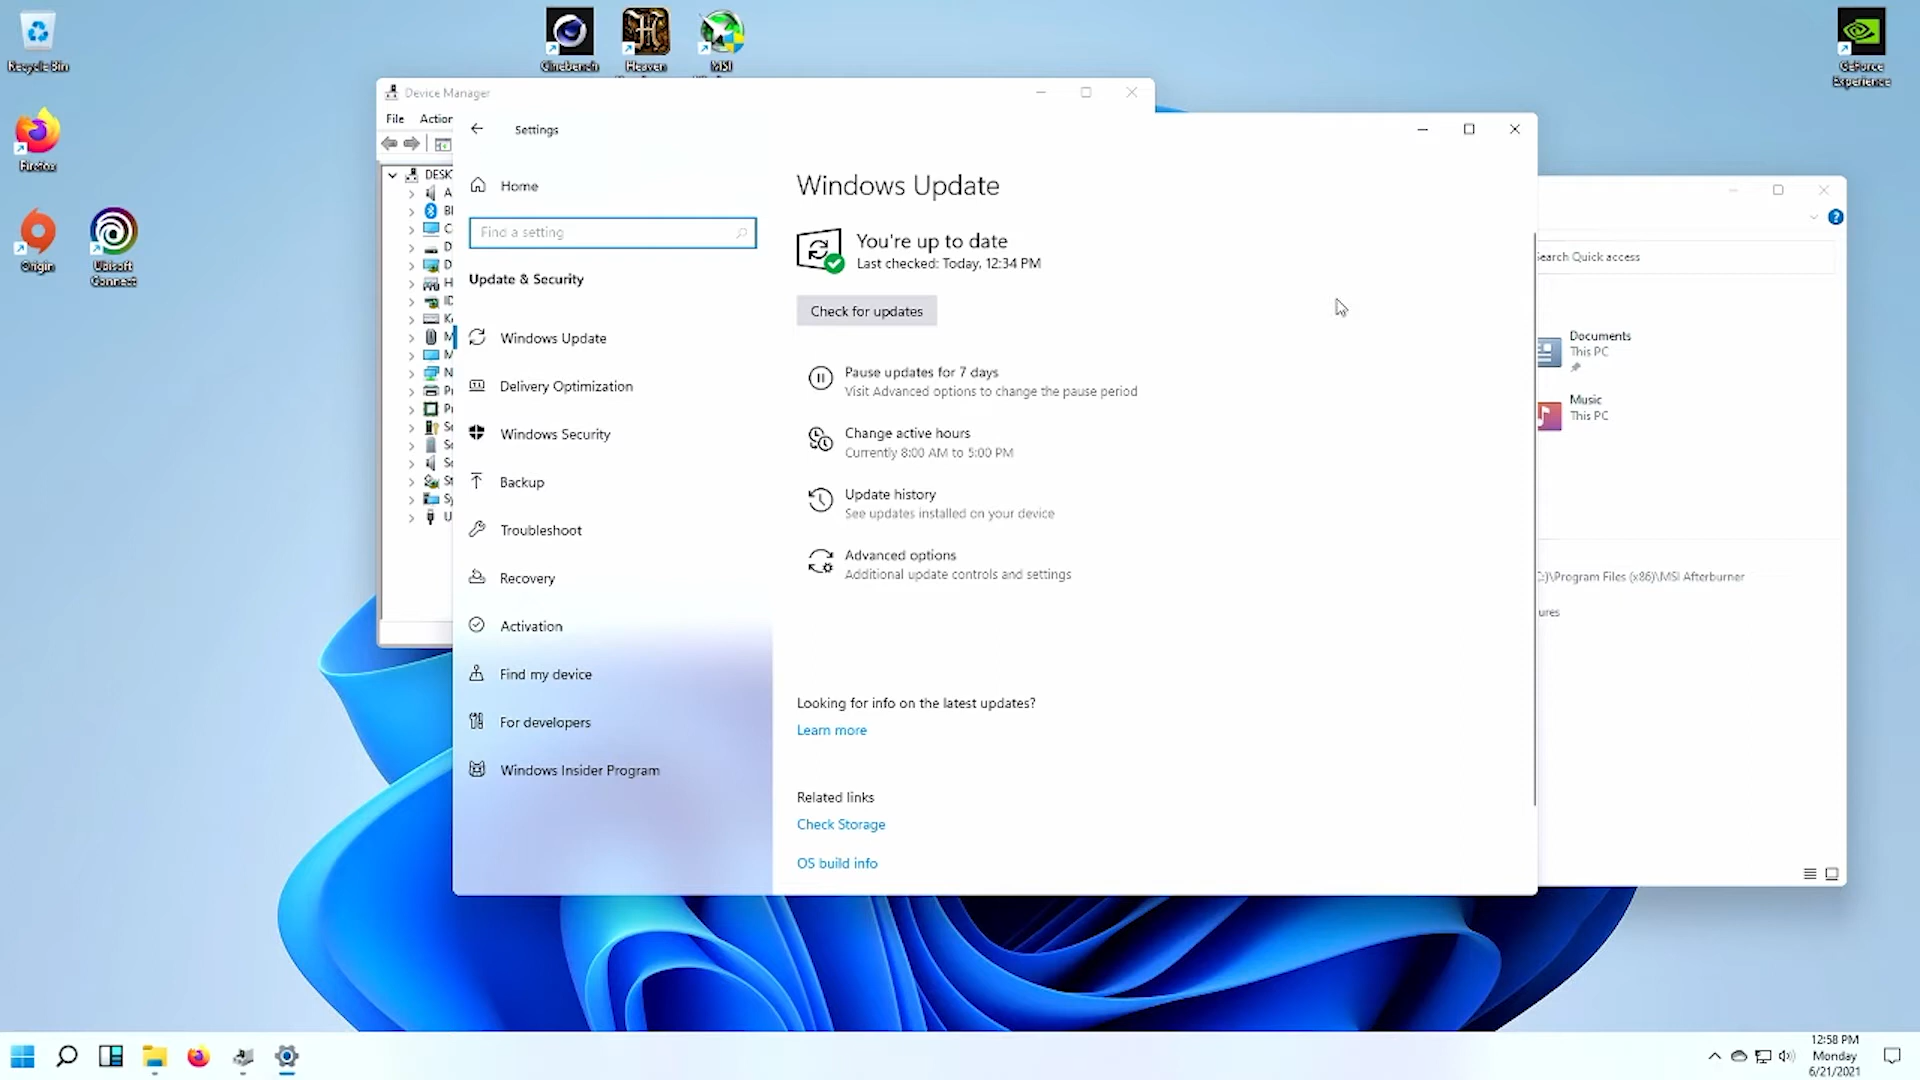 Recycle Bin
Firefox
Origin
Ubisoft
Connect
Cinebench
Heaven
MSI
GeForce
Experience
Device Manager
File Action
DESK
Settings
Home
Find a setting
Update & Security
Windows Update
Delivery Optimization
Windows Security
Backup
Troubleshoot
Recovery
Activation
Find my device
For developers
Windows Insider Program
Windows Update
You're up to date
Last checked: Today, 12:34 PM
Check for updates
Pause updates for 7 days
Visit Advanced options to change the pause period
Change active hours
Currently 8:00 AM to 5:00 PM
Update history
See updates installed on your device
Advanced options
Additional update controls and settings
Looking for info on the latest updates?
Learn more
Related links
Check Storage
OS build info
Search Quick access
Documents
This PC
Music
This PC
C:)\Program Files (x86)\MSI Afterburner
ures
12:58 PM
Monday
6/21/2021